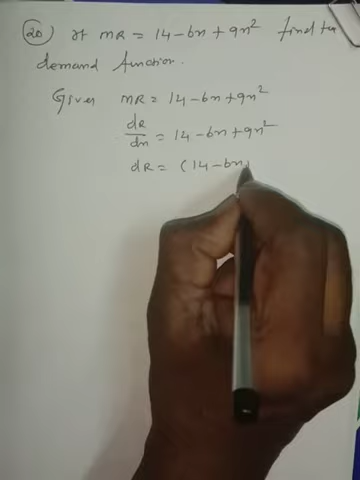 20) If MR = 14 - 6x + 9x² find the
demand function.
Given MR = 14 - 6x + 9x²
dR/dx = 14 - 6x + 9x²
dR = (14 - 6x